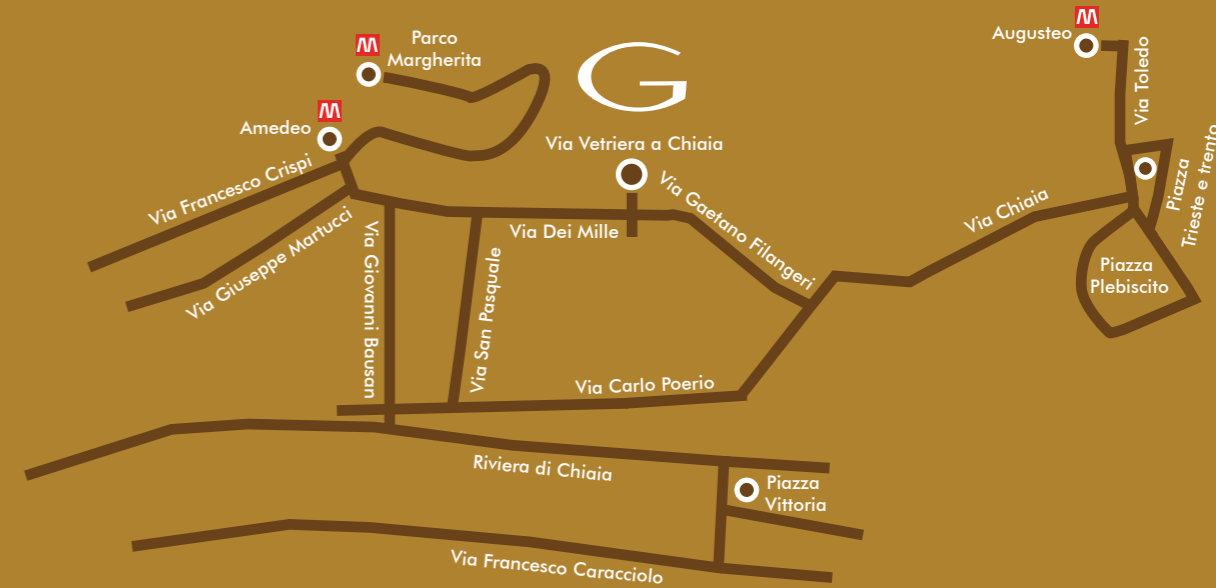 Parco
Margherita
Amedeo
G
Via Vetriera a Chiaia
Augusteo
Via Toledo
Piazza
Trieste e trento
Via Francesco Crispi
Via Giuseppe Martucci
Via Giovanni Bausan
Via San Pasquale
Via Dei Mille
Via Gaetano Filangeri
Via Chiaia
Piazza
Plebiscito
Via Carlo Poerio
Riviera di Chiaia
Piazza
Vittoria
Via Francesco Caracciolo
M
M
M